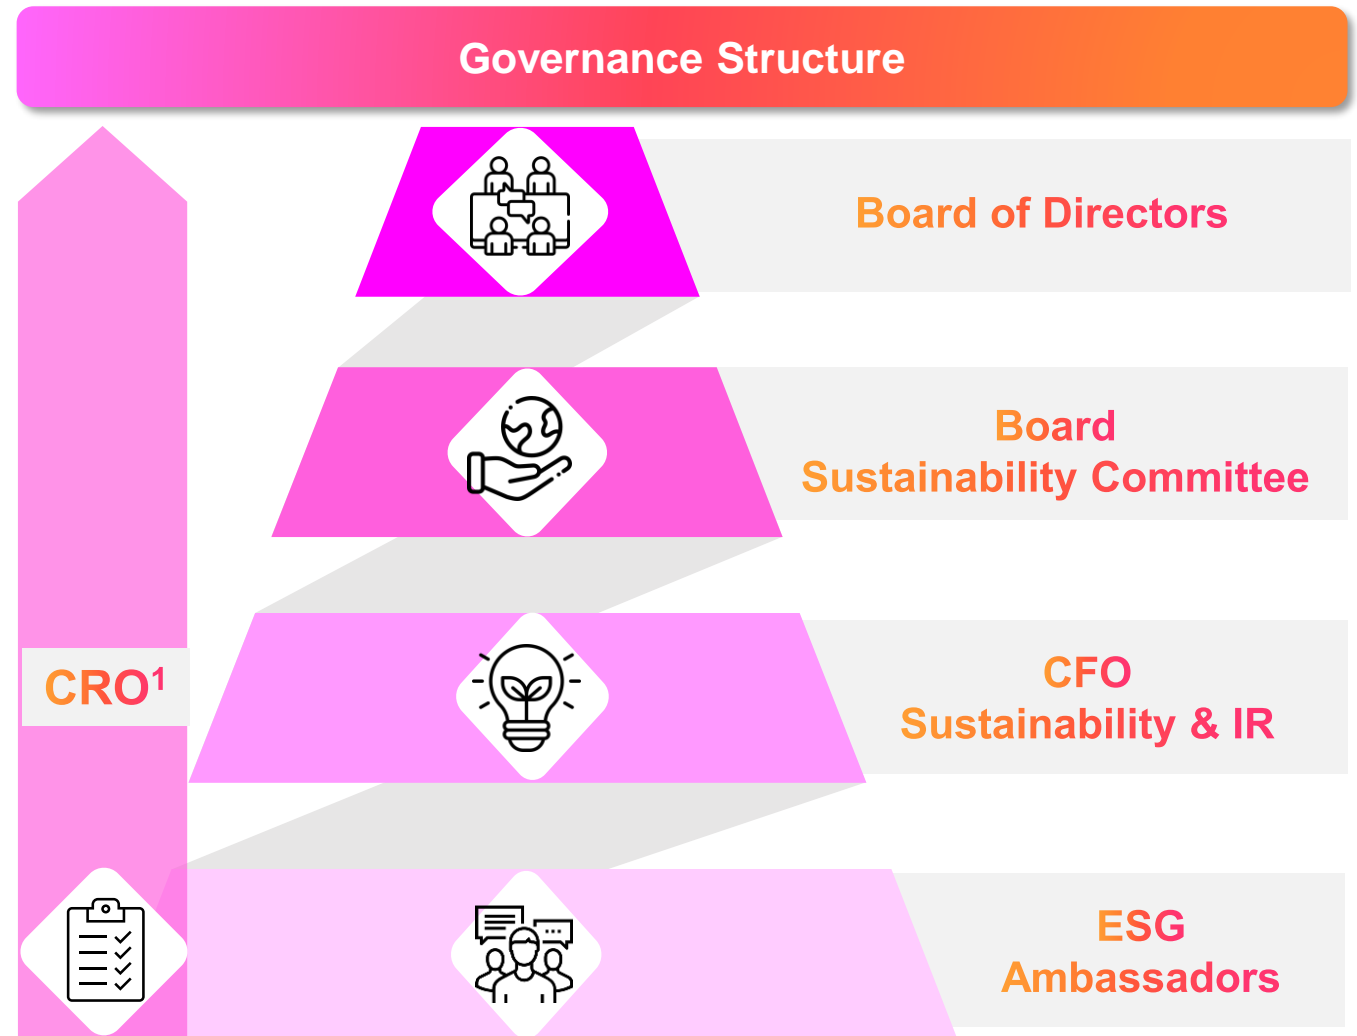 Governance Structure
Board of Directors
Board
Sustainability Committee
CFO
Sustainability & IR
CRO¹
ESG
Ambassadors